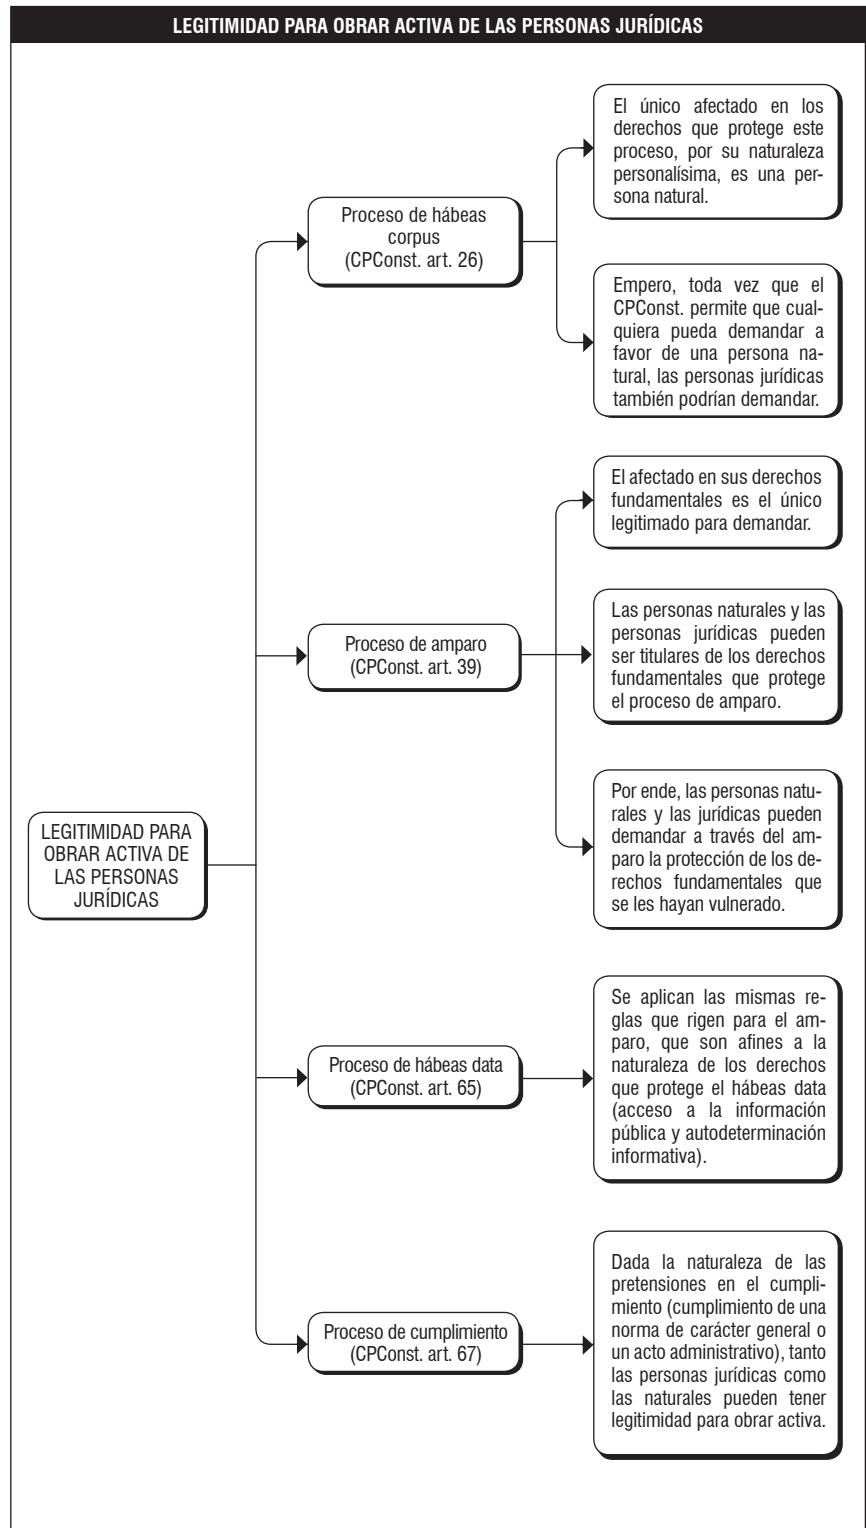 LEGITIMIDAD PARA OBRAR ACTIVA DE LAS PERSONAS JURÍDICAS
El único afectado en los
derechos que protege este
proceso, por su naturaleza
personalísima, es una per-
sona natural.
Proceso de hábeas
corpus
(CPConst. art. 26)
Empero, toda vez que el
CPConst. permite que cual-
quiera pueda demandar a
favor de una persona na-
tural, las personas jurídicas
también podrían demandar.
El afectado en sus derechos
fundamentales es el único
legitimado para demandar.
Proceso de amparo
(CPConst. art. 39)
Las personas naturales y las
personas jurídicas pueden
ser titulares de los derechos
fundamentales que protege
el proceso de amparo.
Por ende, las personas natu-
rales y las jurídicas pueden
demandar a través del am-
paro la protección de los de-
rechos fundamentales que
se les hayan vulnerado.
LEGITIMIDAD PARA
OBRAR ACTIVA DE
LAS PERSONAS
JURÍDICAS
Proceso de hábeas data
(CPConst. art. 65)
Se aplican las mismas re-
glas que rigen para el am-
paro, que son afines a la
naturaleza de los derechos
que protege el hábeas data
(acceso a la información
pública y autodeterminación
informativa).
Proceso de cumplimiento
(CPConst. art. 67)
Dada la naturaleza de las
pretensiones en el cumpli-
miento (cumplimiento de una
norma de carácter general o
un acto administrativo), tanto
las personas jurídicas como
las naturales pueden tener
legitimidad para obrar activa.